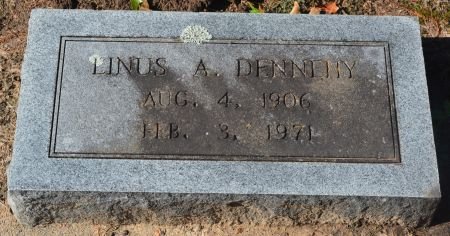 LINUS A. DENNEHY
AUG. 4, 1906
FEB. 3, 1971